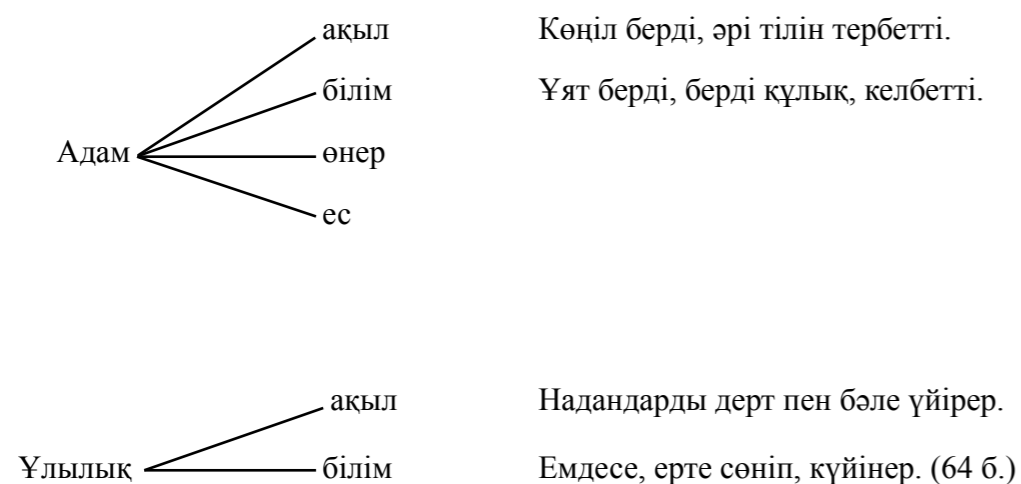 ақыл Көңіл берді, әрі тілін тербетті.
білім Ұят берді, берді құлық, келбетті.
Адам өнер
ес
ақыл Надандарды дерт пен бәле үйірер.
Ұлылық білім Емдесе, ерте сөніп, күйінер. (64 б.)